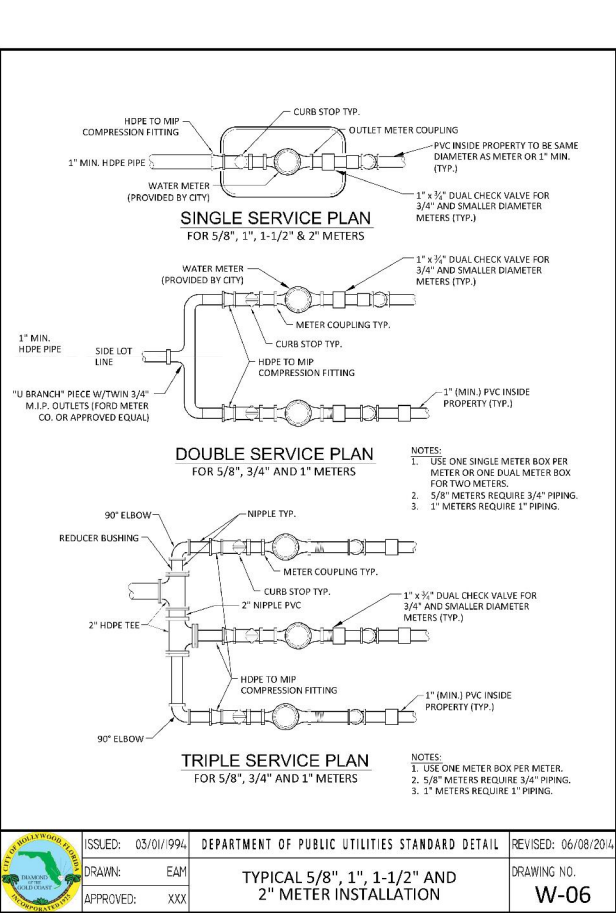 CURB STOP TYP.
HDPE TO MIP
COMPRESSION FITTING
OUTLET METER COUPLING
PVC INSIDE PROPERTY TO BE SAME
DIAMETER AS METER OR 1" MIN.
(TYP.)
1" MIN. HDPE PIPE
WATER METER
(PROVIDED BY CITY)
1" x ¾" DUAL CHECK VALVE FOR
3/4" AND SMALLER DIAMETER
METERS (TYP.)
SINGLE SERVICE PLAN
FOR 5/8", 1", 1-1/2" & 2" METERS
WATER METER
(PROVIDED BY CITY)
1" x ¾" DUAL CHECK VALVE FOR
3/4" AND SMALLER DIAMETER
METERS (TYP.)
METER COUPLING TYP.
CURB STOP TYP.
1" MIN.
HDPE PIPE
SIDE LOT
LINE
HDPE TO MIP
COMPRESSION FITTING
"U BRANCH" PIECE W/TWIN 3/4"
M.I.P. OUTLETS (FORD METER
CO. OR APPROVED EQUAL)
1" (MIN.) PVC INSIDE
PROPERTY (TYP.)
DOUBLE SERVICE PLAN
FOR 5/8", 3/4" AND 1" METERS
NOTES:
1. USE ONE SINGLE METER BOX PER
METER OR ONE DUAL METER BOX
FOR TWO METERS.
2. 5/8" METERS REQUIRE 3/4" PIPING.
3. 1" METERS REQUIRE 1" PIPING.
90° ELBOW
NIPPLE TYP.
REDUCER BUSHING
METER COUPLING TYP.
CURB STOP TYP.
2" NIPPLE PVC
1" x ¾" DUAL CHECK VALVE FOR
3/4" AND SMALLER DIAMETER
METERS (TYP.)
2" HDPE TEE
HDPE TO MIP
COMPRESSION FITTING
1" (MIN.) PVC INSIDE
PROPERTY (TYP.)
90° ELBOW
TRIPLE SERVICE PLAN
FOR 5/8", 3/4" AND 1" METERS
NOTES:
1. USE ONE METER BOX PER METER.
2. 5/8" METERS REQUIRE 3/4" PIPING.
3. 1" METERS REQUIRE 1" PIPING.
CITY OF HOLLYWOOD, FLORIDA
DIAMOND
OF THE
GOLD COAST
INCORPORATED 1925
ISSUED: 03/01/1994
DEPARTMENT OF PUBLIC UTILITIES STANDARD DETAIL
REVISED: 06/08/2014
DRAWN: EAM
APPROVED: XXX
TYPICAL 5/8", 1", 1-1/2" AND
2" METER INSTALLATION
DRAWING NO.
W-06